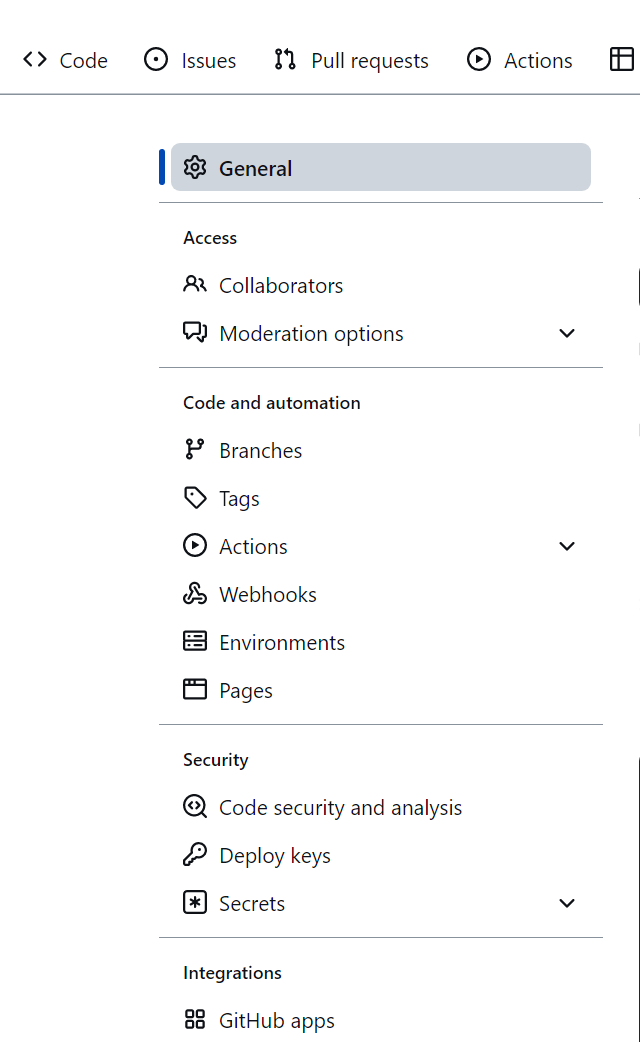 Code Issues Pull requests Actions
General
Access
Collaborators
Moderation options
Code and automation
Branches
Tags
Actions
Webhooks
Environments
Pages
Security
Code security and analysis
Deploy keys
Secrets
Integrations
GitHub apps